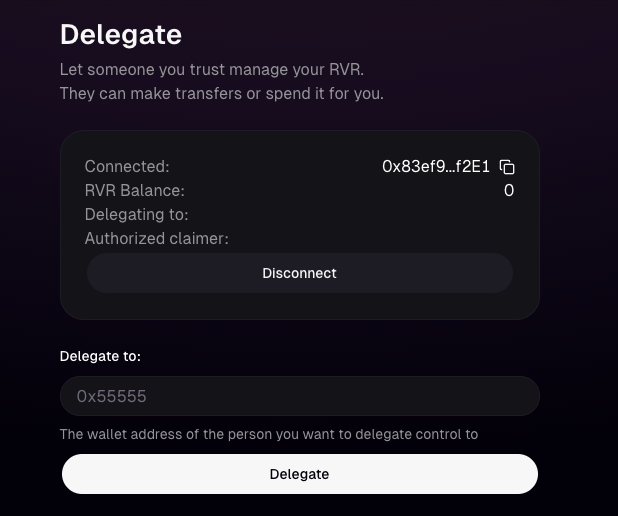 Delegate
Let someone you trust manage your RVR.
They can make transfers or spend it for you.
Connected: 0x83ef9...f2E1
RVR Balance: 0
Delegating to:
Authorized claimer:
Disconnect
Delegate to:
0x55555
The wallet address of the person you want to delegate control to
Delegate